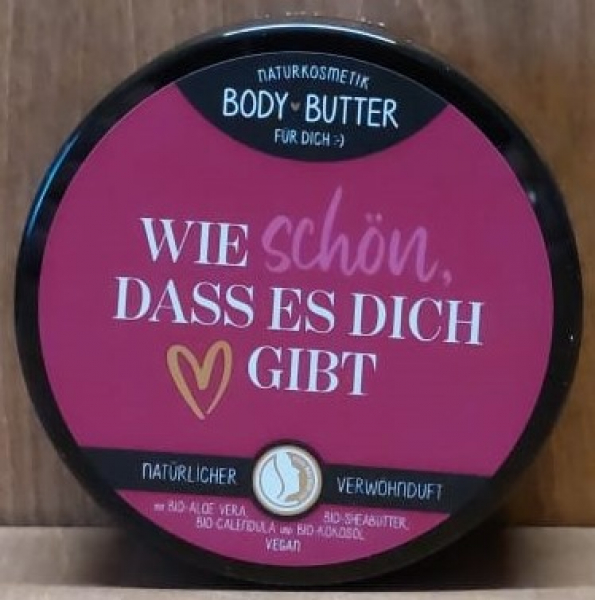 NATURKOSMETIK
BODY BUTTER
FÜR DICH :-)
WIE schön,
DASS ES DICH
GIBT
NATÜRLICHER VERWÖHNDUFT
mit BIO-ALOE VERA, BIO-SHEABUTTER,
BIO-CALENDULA und BIO-KOKOSÖL
VEGAN